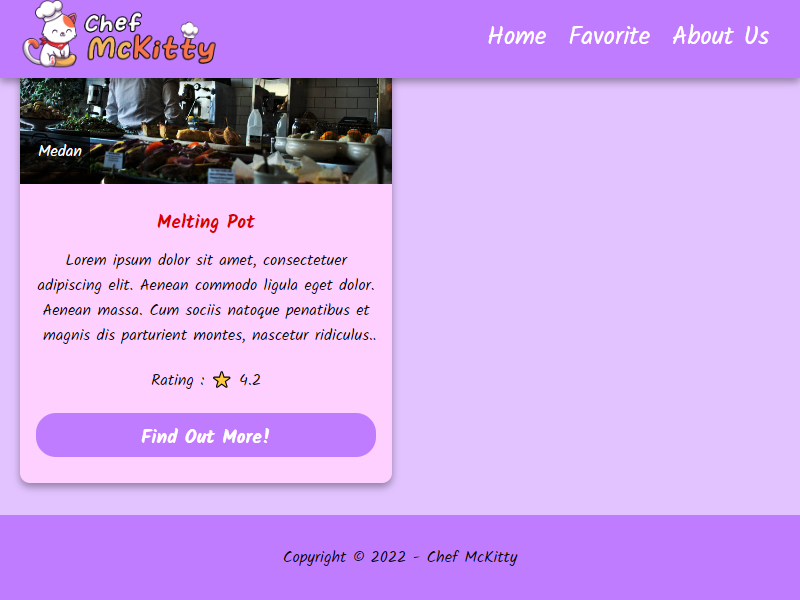 Chef
McKitty
Home Favorite About Us
Medan
Melting Pot
Lorem ipsum dolor sit amet, consectetuer
adipiscing elit. Aenean commodo ligula eget dolor.
Aenean massa. Cum sociis natoque penatibus et
magnis dis parturient montes, nascetur ridiculus..
Rating : 4.2
Find Out More!
Copyright © 2022 - Chef McKitty